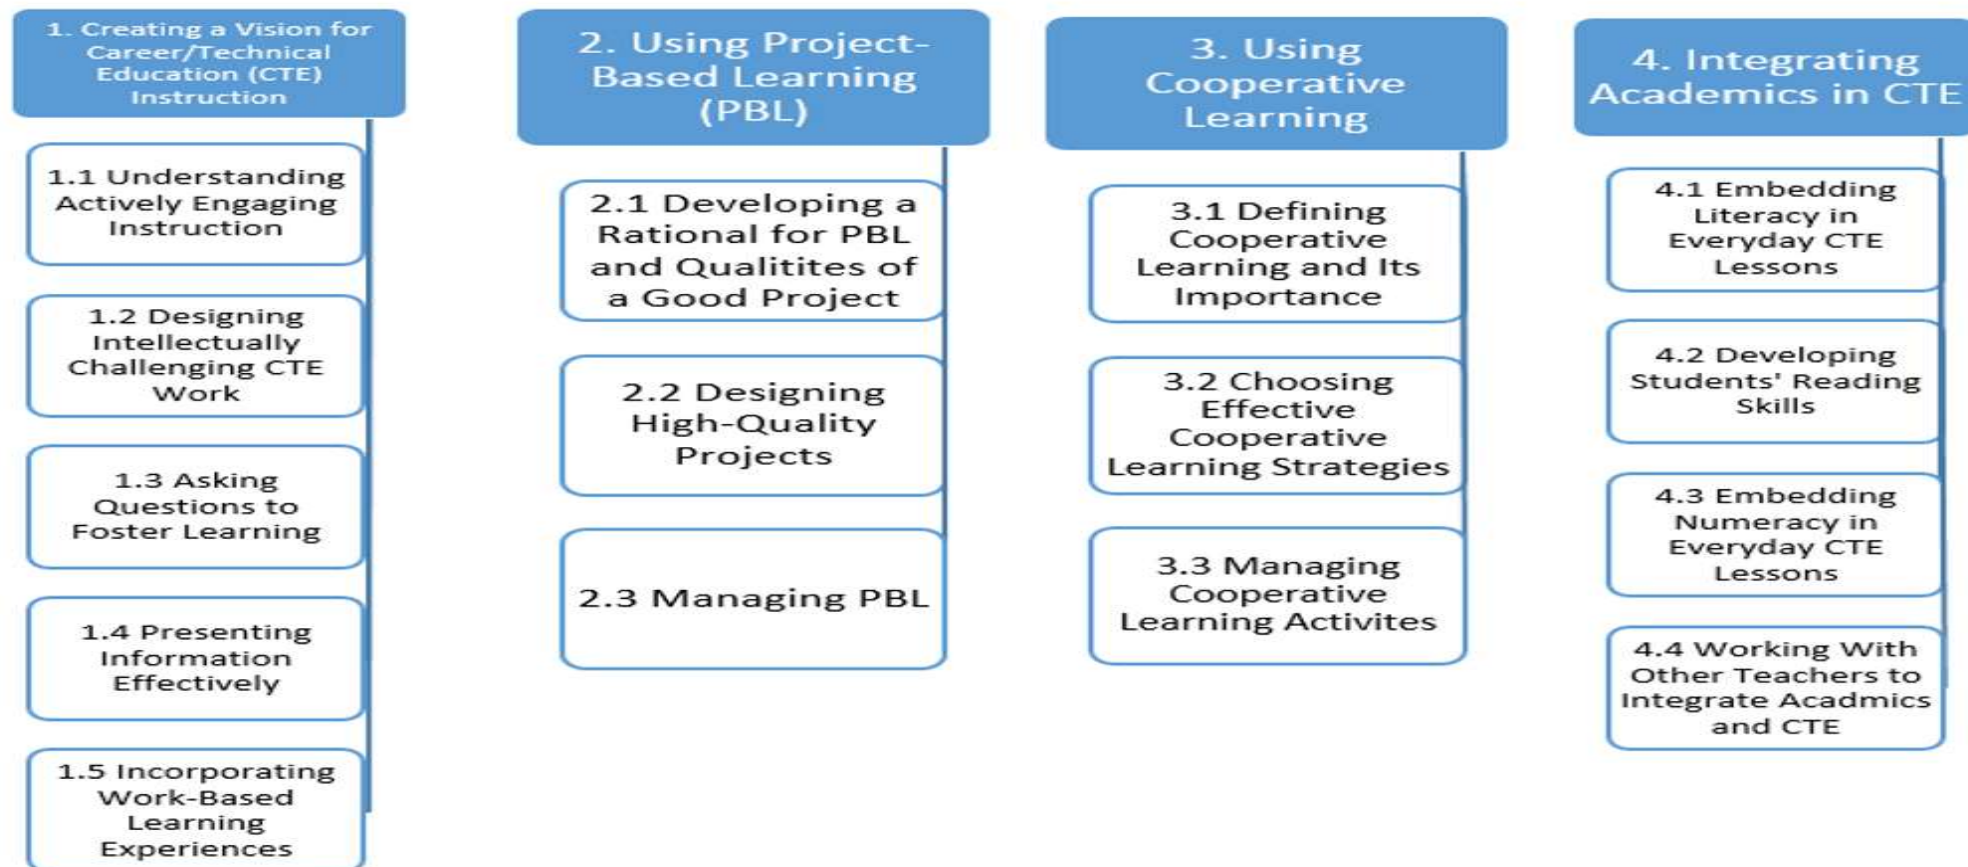 1. Creating a Vision for
Career/Technical
Education (CTE)
Instruction
1.1 Understanding
Actively Engaging
Instruction
1.2 Designing
Intellectually
Challenging CTE
Work
1.3 Asking
Questions to
Foster Learning
1.4 Presenting
Information
Effectively
1.5 Incorporating
Work-Based
Learning
Experiences
2. Using Project-
Based Learning
(PBL)
2.1 Developing a
Rational for PBL
and Qualitites of
a Good Project
2.2 Designing
High-Quality
Projects
2.3 Managing PBL
3. Using
Cooperative
Learning
3.1 Defining
Cooperative
Learning and Its
Importance
3.2 Choosing
Effective
Cooperative
Learning Strategies
3.3 Managing
Cooperative
Learning Activites
4. Integrating
Academics in CTE
4.1 Embedding
Literacy in
Everyday CTE
Lessons
4.2 Developing
Students' Reading
Skills
4.3 Embedding
Numeracy in
Everyday CTE
Lessons
4.4 Working With
Other Teachers to
Integrate Acadmics
and CTE